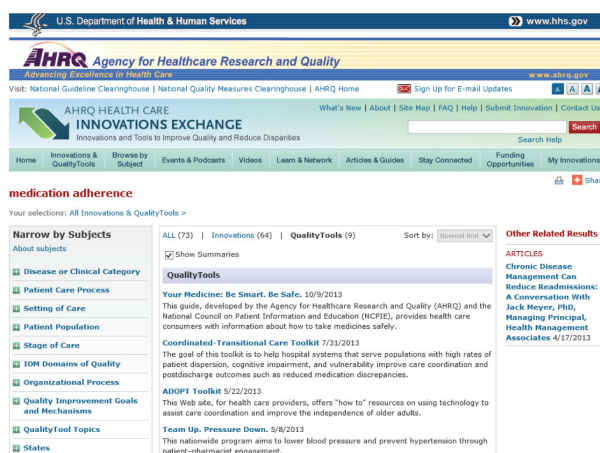 U.S. Department of Health & Human Services
www.hhs.gov
AHRQ Agency for Healthcare Research and Quality
Advancing Excellence in Health Care
www.ahrq.gov
Visit: National Guideline Clearinghouse | National Quality Measures Clearinghouse | AHRQ Home
Sign Up for E-mail Updates
A A A
What's New | About | Site Map | FAQ | Help | Submit Innovation | Contact Us
AHRQ HEALTH CARE
INNOVATIONS EXCHANGE
Innovations and Tools to Improve Quality and Reduce Disparities
Search
Search Help
Home
Innovations & QualityTools
Browse by Subject
Events & Podcasts
Videos
Learn & Network
Articles & Guides
Stay Connected
Funding Opportunities
My Innovations
Shar
medication adherence
Your selections: All Innovations & QualityTools >
Narrow by Subjects
About subjects
Disease or Clinical Category
Patient Care Process
Setting of Care
Patient Population
Stage of Care
IOM Domains of Quality
Organizational Process
Quality Improvement Goals
and Mechanisms
QualityTool Topics
States
ALL (73) | Innovations (64) | QualityTools (9)
Sort by: Newest first
Show Summaries
QualityTools
Your Medicine: Be Smart. Be Safe. 10/9/2013
This guide, developed by the Agency for Healthcare Research and Quality (AHRQ) and the
National Council on Patient Information and Education (NCPIE), provides health care
consumers with information about how to take medicines safely.
Coordinated-Transitional Care Toolkit 7/31/2013
The goal of this toolkit is to help hospital systems that serve populations with high rates of
patient dispersion, cognitive impairment, and vulnerability improve care coordination and
postdischarge outcomes such as reduced medication discrepancies.
ADOPT Toolkit 5/22/2013
This Web site, for health care providers, offers "how to" resources on using technology to
assist care coordination and improve the independence of older adults.
Team Up. Pressure Down. 5/8/2013
This nationwide program aims to lower blood pressure and prevent hypertension through
patient-pharmacist engagement.
Other Related Results
ARTICLES
Chronic Disease
Management Can
Reduce Readmissions:
A Conversation With
Jack Meyer, PhD,
Managing Principal,
Health Management
Associates 4/17/2013